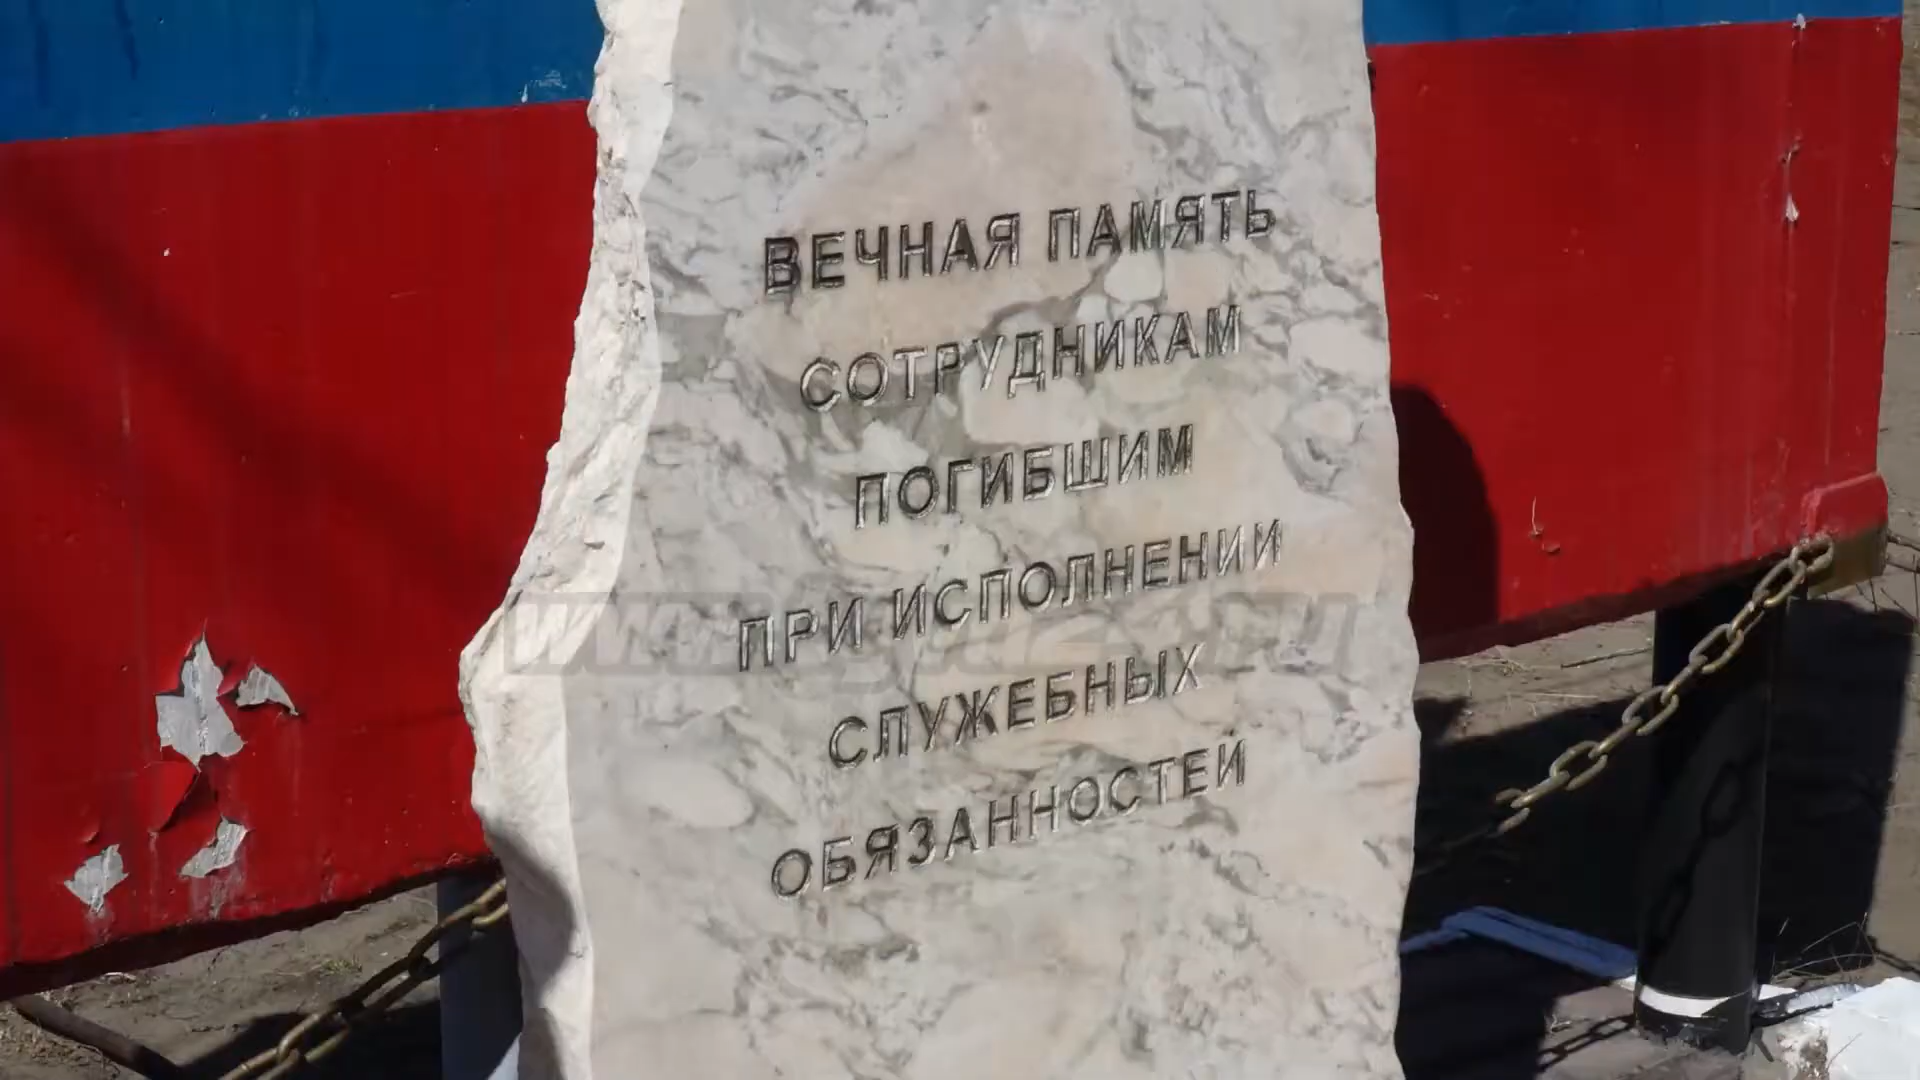 ВЕЧНАЯ ПАМЯТЬ
СОТРУДНИКАМ
ПОГИБШИМ
ПРИ ИСПОЛНЕНИИ
СЛУЖЕБНЫХ
ОБЯЗАННОСТЕЙ